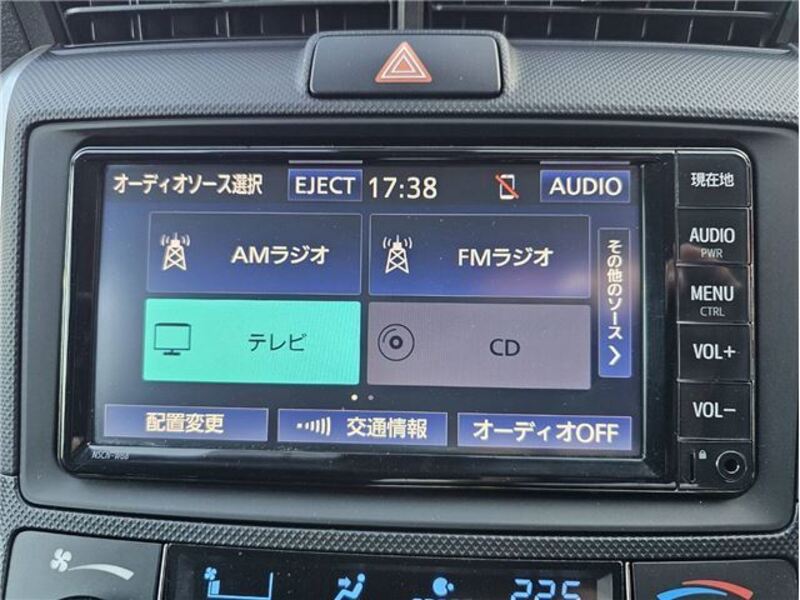 オーディオソース選択 EJECT 17:38 AUDIO
AMラジオ FMラジオ
テレビ CD
その他のソース
配置変更 交通情報 オーディオOFF
現在地
AUDIO
PWR
MENU
CTRL
VOL+
VOL−
NSCN-W68